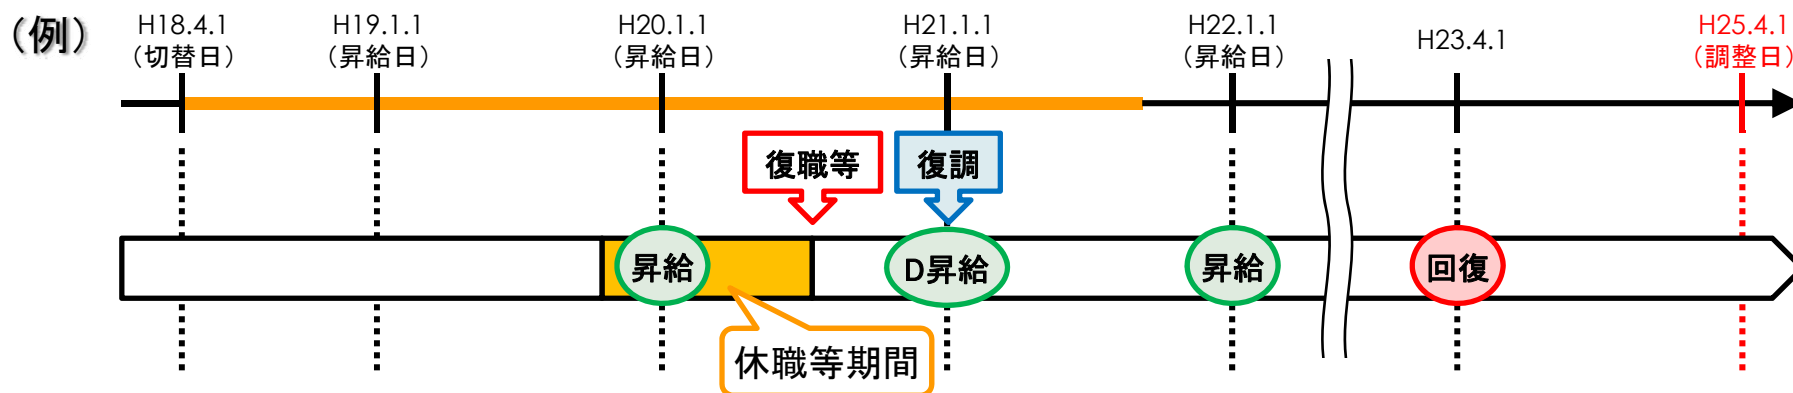 （例）
H18.4.1
（切替日）
H19.1.1
（昇給日）
H20.1.1
（昇給日）
H21.1.1
（昇給日）
H22.1.1
（昇給日）
H23.4.1
H25.4.1
（調整日）
復職等
復調
昇給
D昇給
昇給
回復
休職等期間